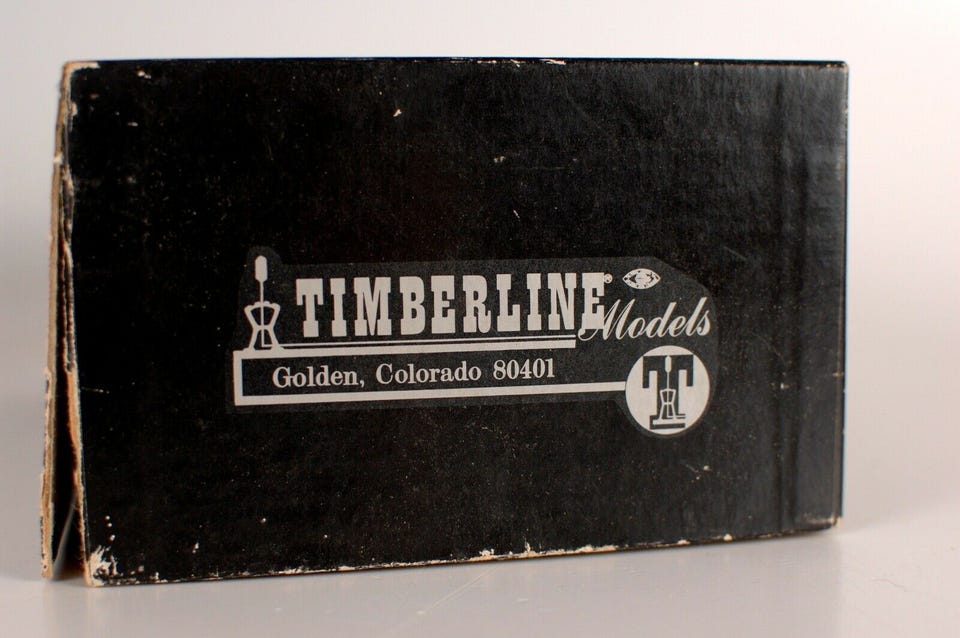 TIMBERLINE®
Models
Golden, Colorado 80401
T